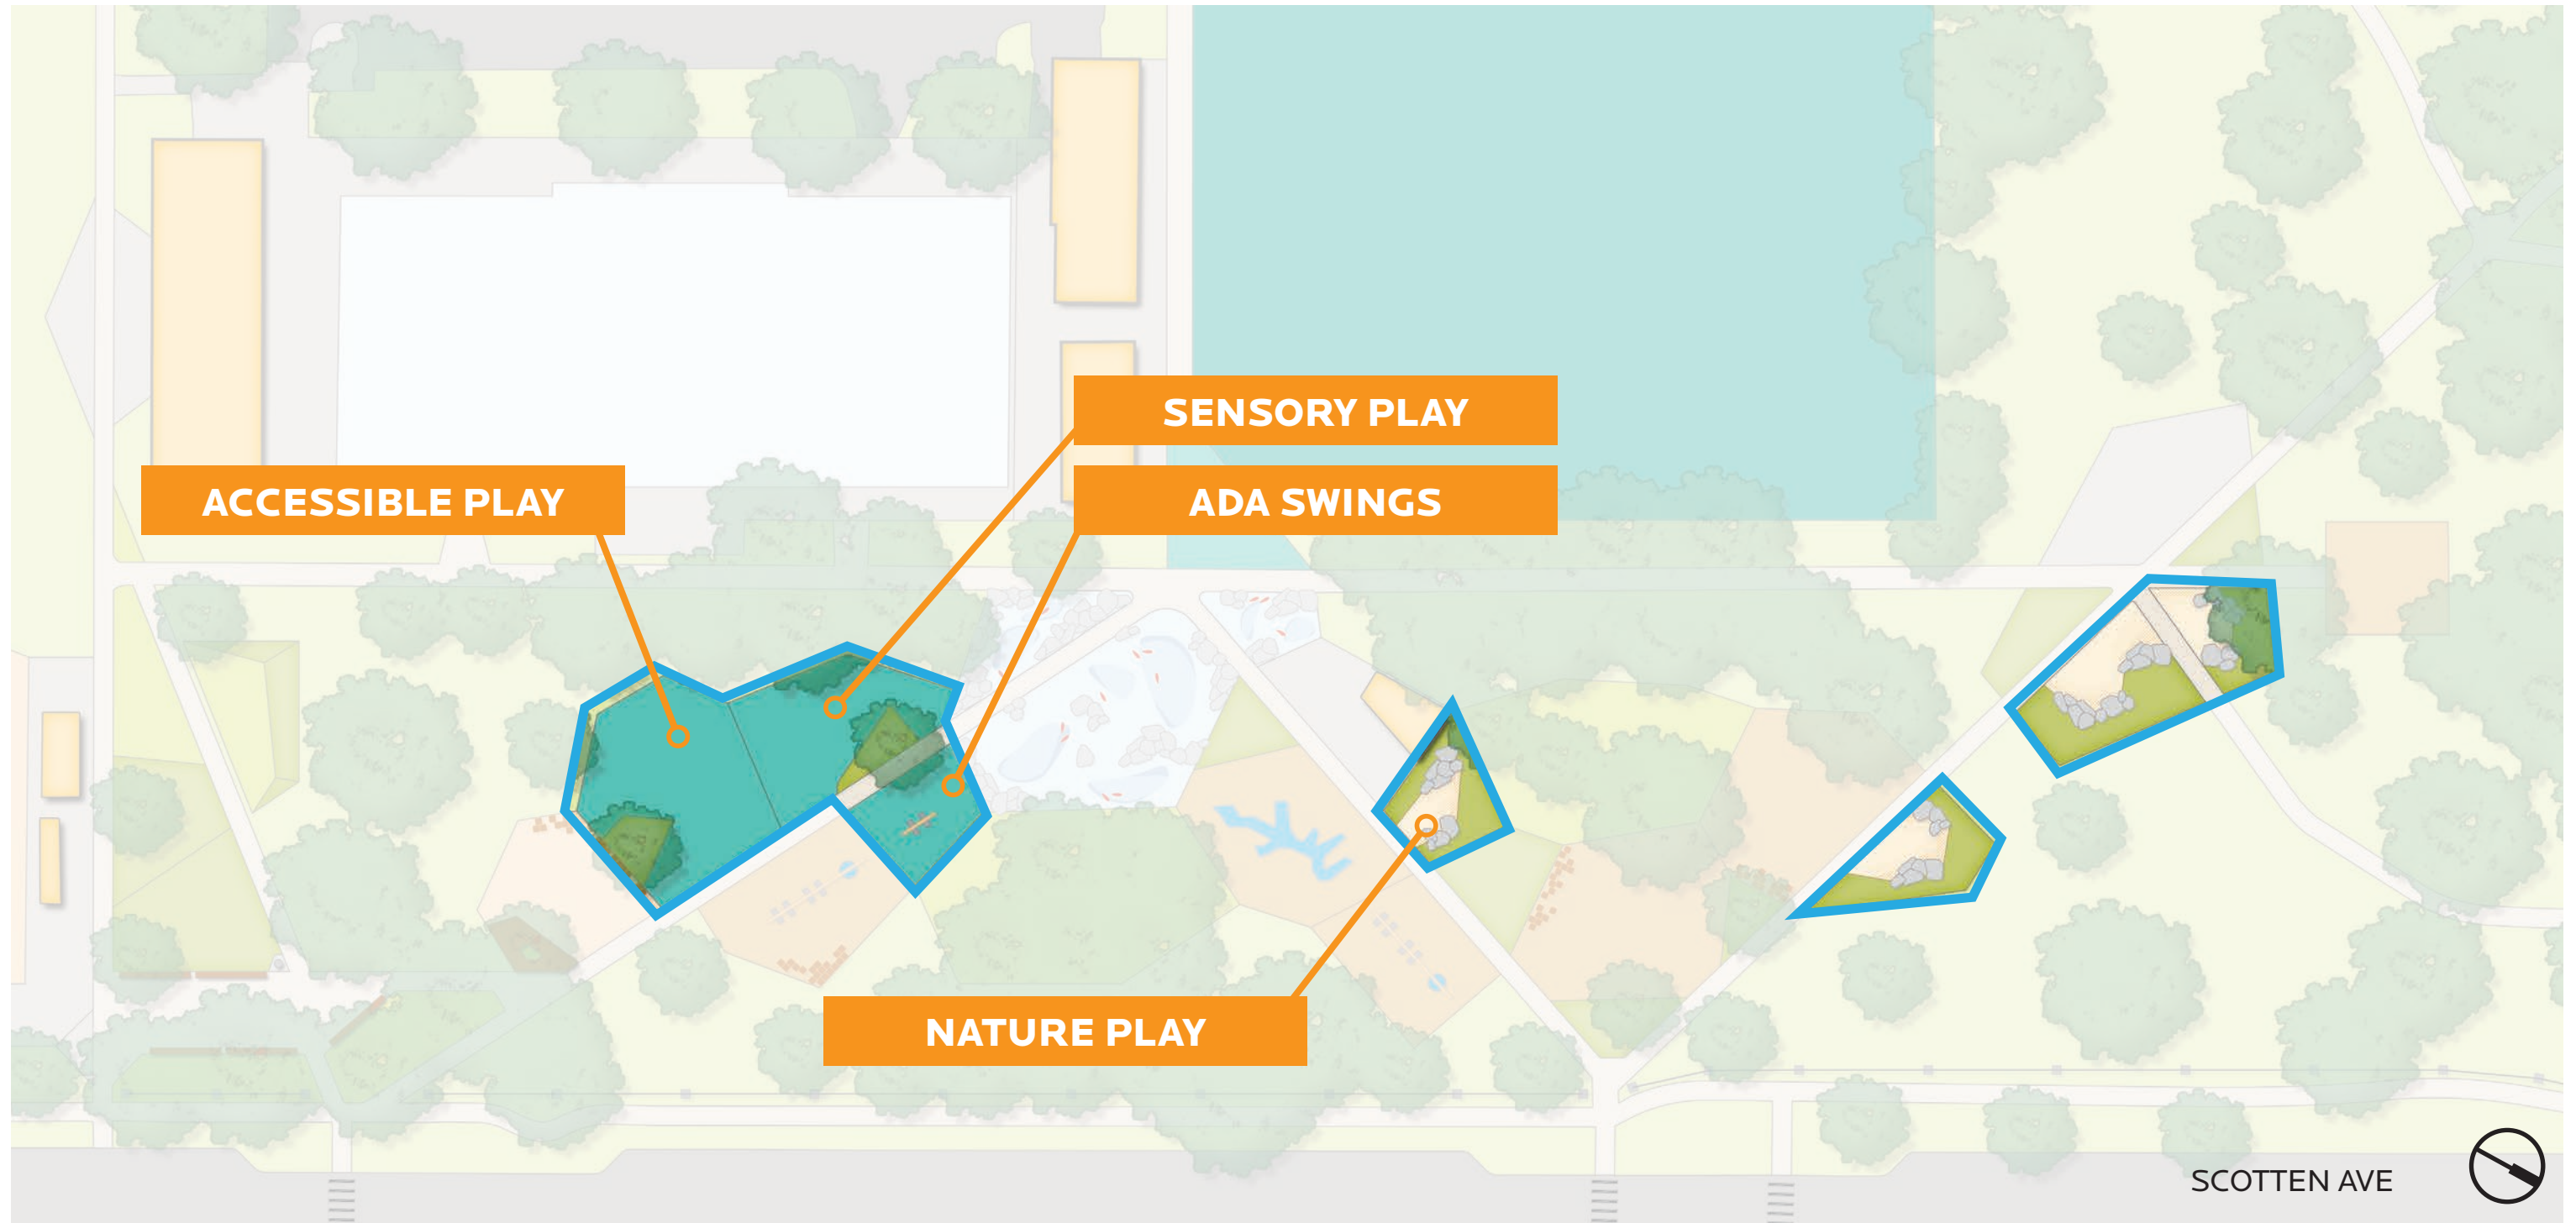 SENSORY PLAY
ACCESSIBLE PLAY
ADA SWINGS
NATURE PLAY
SCOTTEN AVE